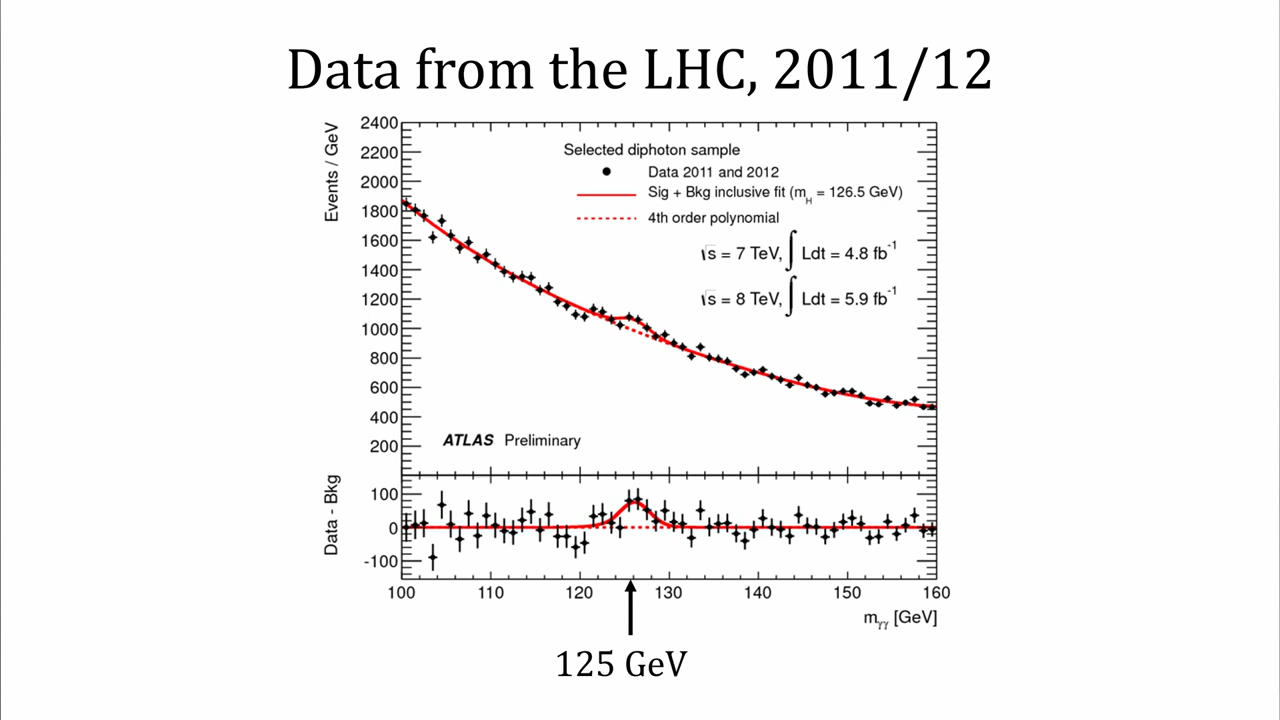 Data from the LHC, 2011/12
Events / GeV
2400
2200
2000
1800
1600
1400
1200
1000
800
600
400
200
Selected diphoton sample
Data 2011 and 2012
Sig + Bkg inclusive fit (m_H = 126.5 GeV)
4th order polynomial
√s = 7 TeV, ∫ Ldt = 4.8 fb⁻¹
√s = 8 TeV, ∫ Ldt = 5.9 fb⁻¹
ATLAS Preliminary
Data - Bkg
100
0
-100
100 110 120 130 140 150 160
m_γγ [GeV]
125 GeV